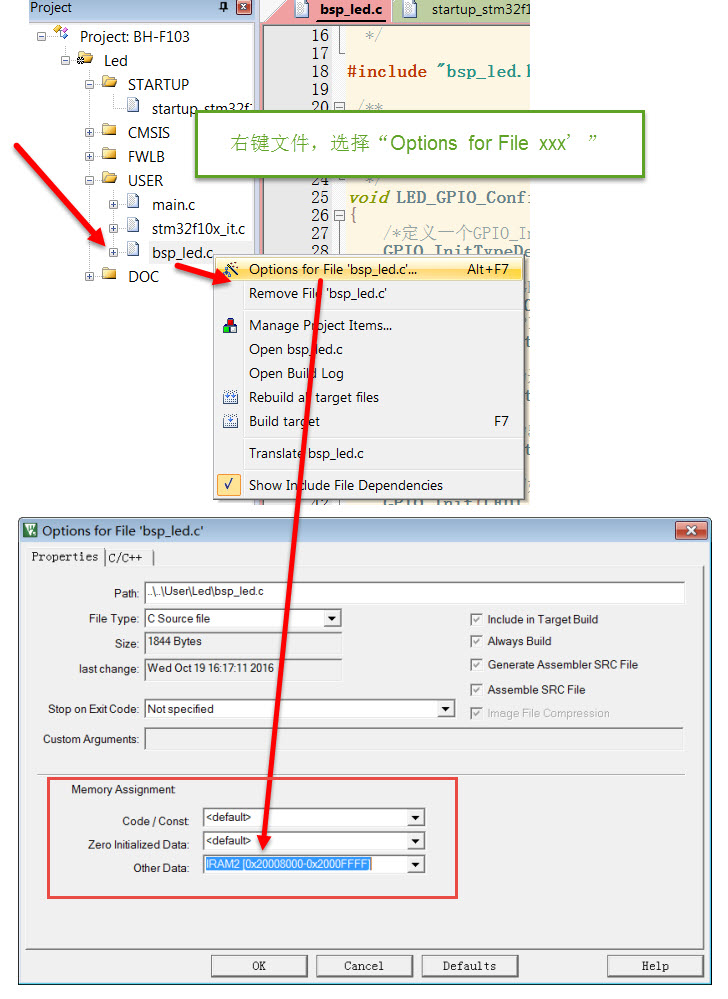 Project
bsp_led.c
startup_stm32f1
Project: BH-F103
Led
STARTUP
startup_stm32f1
CMSIS
FWLB
USER
main.c
stm32f10x_it.c
bsp_led.c
DOC
16 */
17
18 #include "bsp_led.h
19
20 /**
右键文件，选择“Options for File xxx’”
24 */
25 void LED_GPIO_Confi
26 {
27 /*定义一个GPIO_In
28 GPIO_InitTypeDe
Options for File 'bsp_led.c'... Alt+F7
Remove File 'bsp_led.c'
Manage Project Items...
Open bsp_led.c
Open Build Log
Rebuild all target files
Build target F7
Translate bsp_led.c
Show Include File Dependencies
42
Options for File 'bsp_led.c'
Properties C/C++
Path: ..\..\User\Led\bsp_led.c
File Type: C Source file
Size: 1844 Bytes
last change: Wed Oct 19 16:17:11 2016
Stop on Exit Code: Not specified
Custom Arguments:
Include in Target Build
Always Build
Generate Assembler SRC File
Assemble SRC File
Image File Compression
Memory Assignment:
Code / Const: <default>
Zero Initialized Data: <default>
Other Data: IRAM2 [0x20008000-0x2000FFFF]
OK Cancel Defaults Help